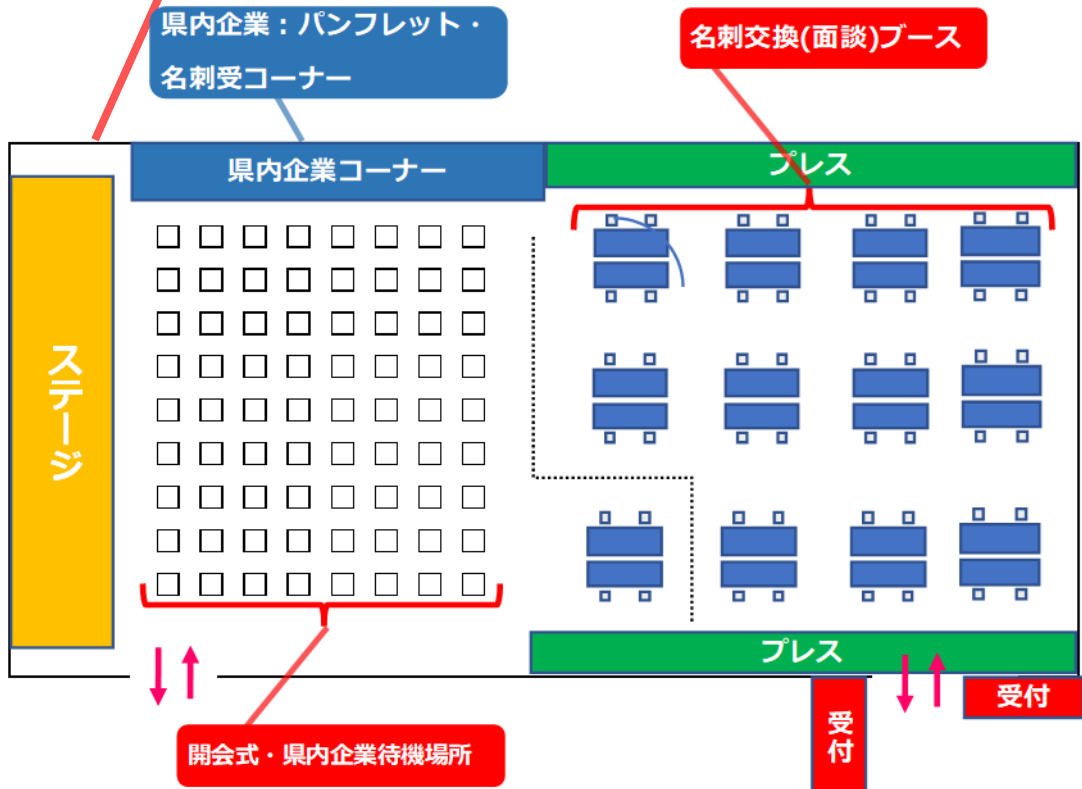 県内企業：パンフレット・
名刺受コーナー
名刺交換(面談)ブース
県内企業コーナー
プレス
ステージ
プレス
開会式・県内企業待機場所
受付
受付